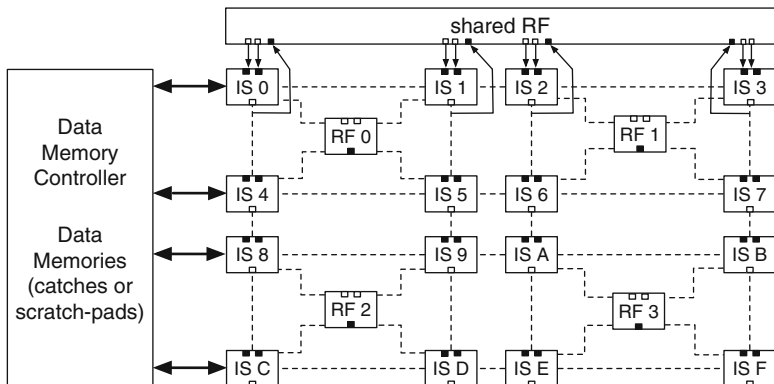 shared RF
IS 0
IS 1
IS 2
IS 3
Data
Memory
Controller
RF 0
RF 1
IS 4
IS 5
IS 6
IS 7
Data
Memories
(catches or
scratch-pads)
IS 8
IS 9
IS A
IS B
RF 2
RF 3
IS C
IS D
IS E
IS F